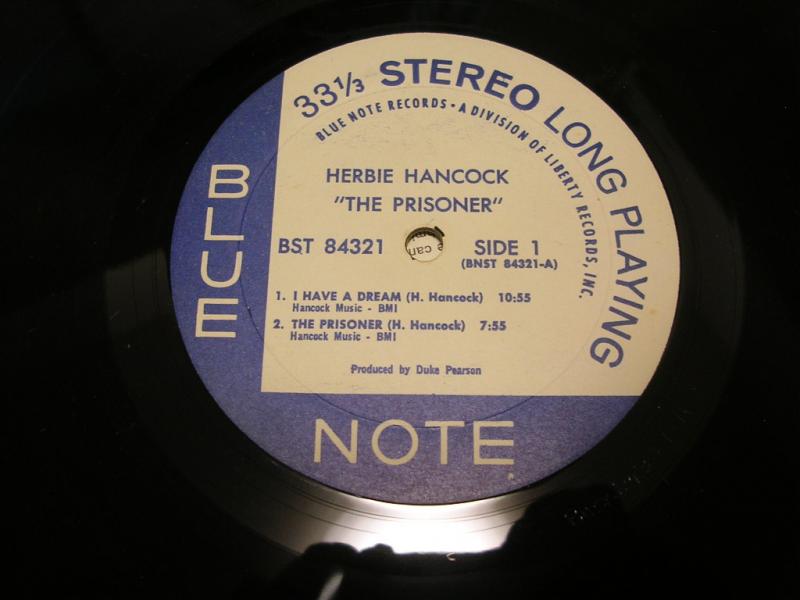 33 1/3 STEREO LONG PLAYING
BLUE NOTE RECORDS • A DIVISION OF LIBERTY RECORDS, INC.
HERBIE HANCOCK
"THE PRISONER"
BST 84321
SIDE 1
(BNST 84321-A)
1. I HAVE A DREAM (H. Hancock) 10:55
Hancock Music - BMI
2. THE PRISONER (H. Hancock) 7:55
Hancock Music - BMI
Produced by Duke Pearson
BLUE
NOTE